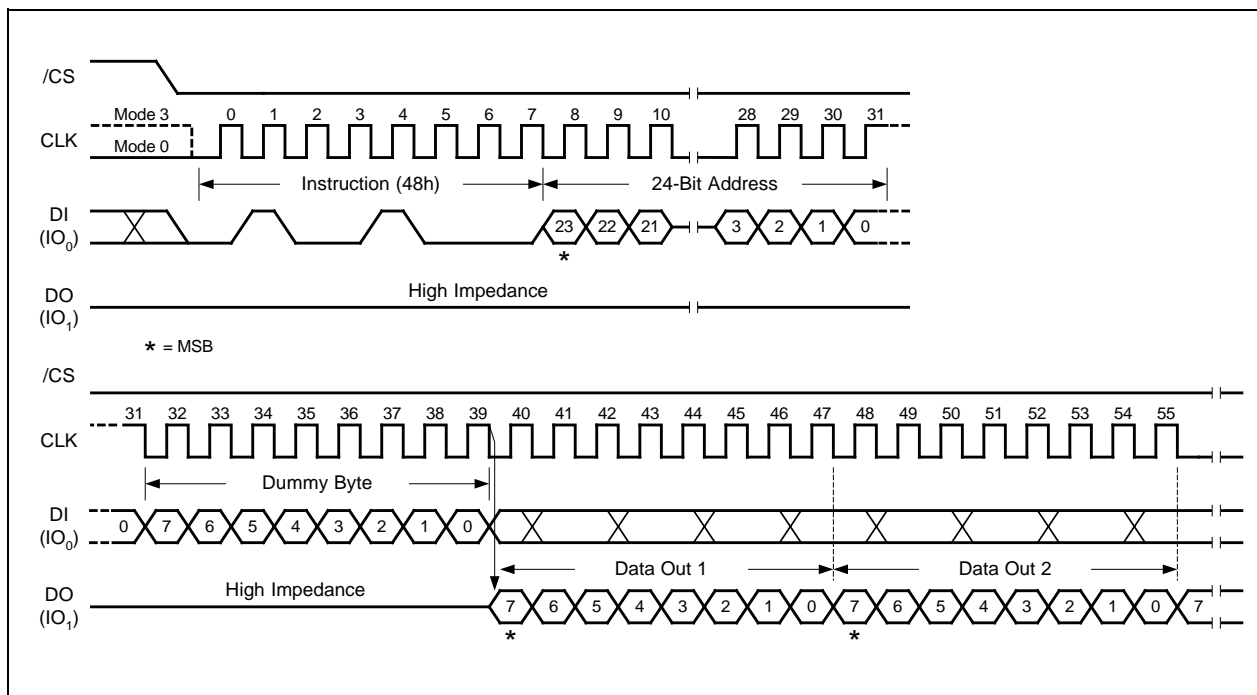 /CS
Mode 3 0 1 2 3 4 5 6 7 8 9 10 28 29 30 31
CLK
Mode 0
Instruction (48h) 24-Bit Address
DI
(IO0) 23 22 21 3 2 1 0
*
DO High Impedance
(IO1)
* = MSB
/CS
31 32 33 34 35 36 37 38 39 40 41 42 43 44 45 46 47 48 49 50 51 52 53 54 55
CLK
Dummy Byte
DI
(IO0) 0 7 6 5 4 3 2 1 0
Data Out 1 Data Out 2
DO High Impedance
(IO1) 7 6 5 4 3 2 1 0 7 6 5 4 3 2 1 0 7
* *